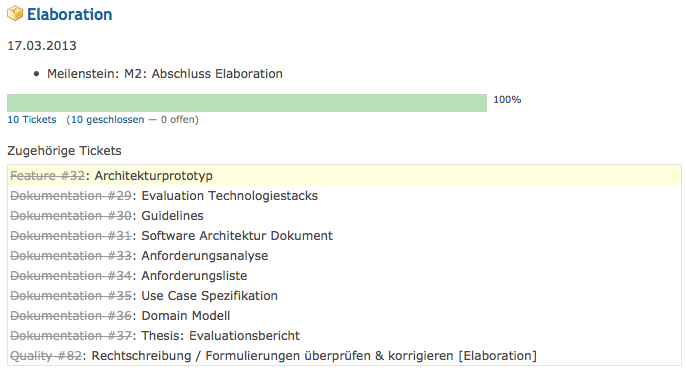 Elaboration
17.03.2013
Meilenstein: M2: Abschluss Elaboration
100%
10 Tickets (10 geschlossen — 0 offen)
Zugehörige Tickets
Feature #32: Architekturprototyp
Dokumentation #29: Evaluation Technologiestacks
Dokumentation #30: Guidelines
Dokumentation #31: Software Architektur Dokument
Dokumentation #33: Anforderungsanalyse
Dokumentation #34: Anforderungsliste
Dokumentation #35: Use Case Spezifikation
Dokumentation #36: Domain Modell
Dokumentation #37: Thesis: Evaluationsbericht
Quality #82: Rechtschreibung / Formulierungen überprüfen & korrigieren [Elaboration]